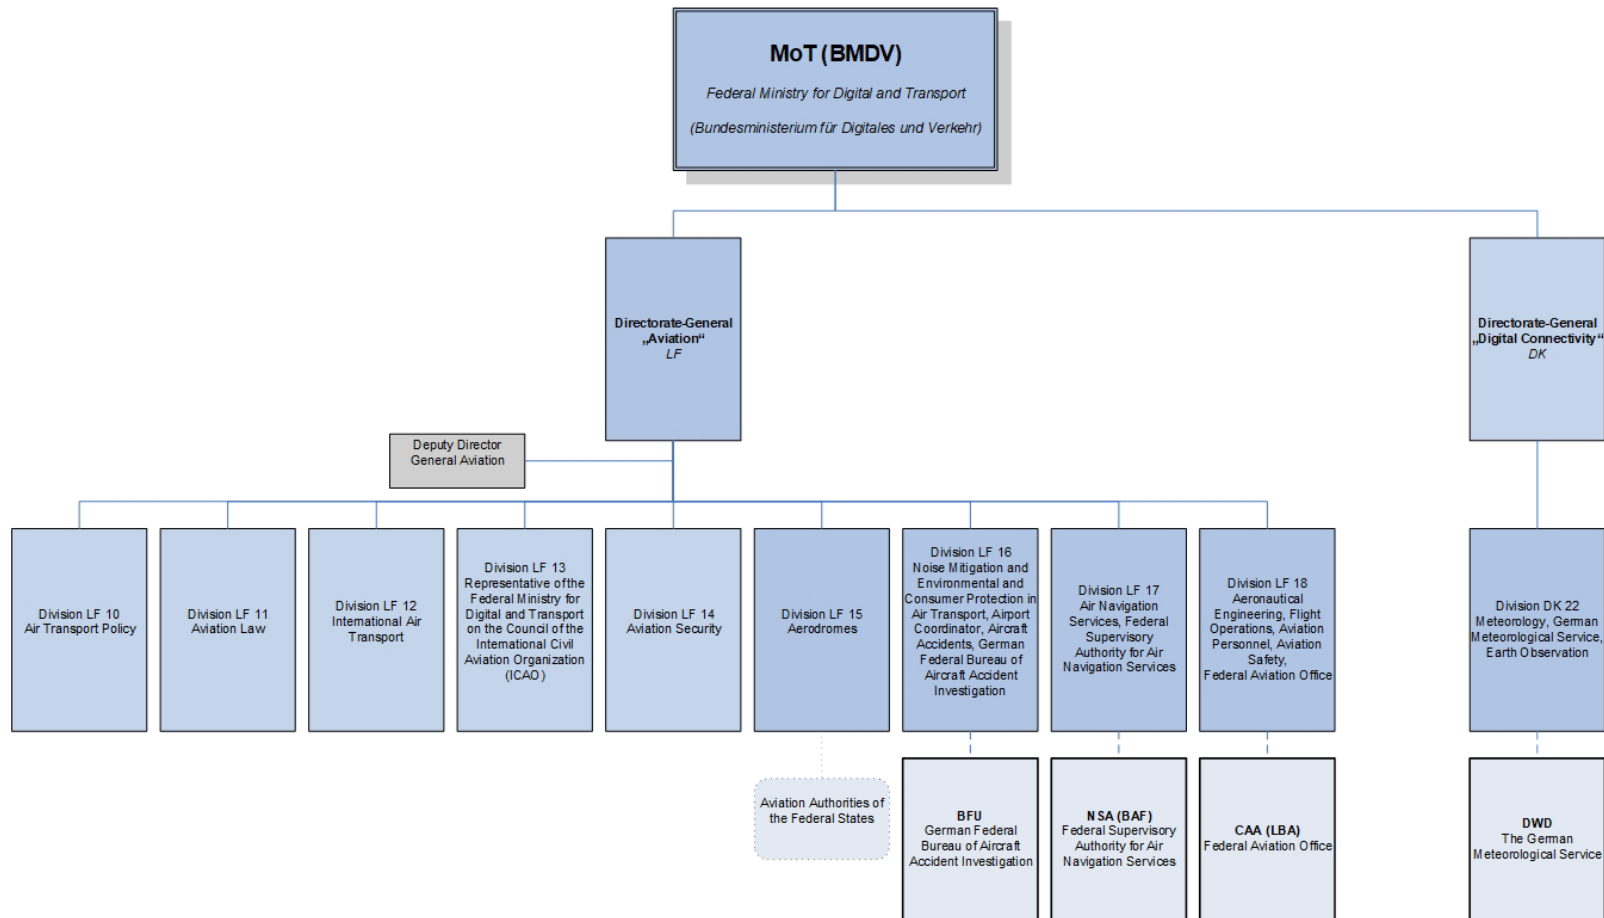 MoT (BMDV)
Federal Ministry for Digital and Transport
(Bundesministerium für Digitales und Verkehr)
Directorate-General
„Aviation“
LF
Directorate-General
„Digital Connectivity“
DK
Deputy Director
General Aviation
Division LF 10
Air Transport Policy
Division LF 11
Aviation Law
Division LF 12
International Air
Transport
Division LF 13
Representative of the
Federal Ministry for
Digital and Transport
on the Council of the
International Civil
Aviation Organization
(ICAO)
Division LF 14
Aviation Security
Division LF 15
Aerodromes
Division LF 16
Noise Mitigation and
Environmental and
Consumer Protection in
Air Transport, Airport
Coordinator, Aircraft
Accidents, German
Federal Bureau of
Aircraft Accident
Investigation
Division LF 17
Air Navigation
Services, Federal
Supervisory
Authority for Air
Navigation Services
Division LF 18
Aeronautical
Engineering, Flight
Operations, Aviation
Personnel, Aviation
Safety,
Federal Aviation Office
Division DK 22
Meteorology, German
Meteorological Service,
Earth Observation
Aviation Authorities of
the Federal States
BFU
German Federal
Bureau of Aircraft
Accident Investigation
NSA (BAF)
Federal Supervisory
Authority for Air
Navigation Services
CAA (LBA)
Federal Aviation Office
DWD
The German
Meteorological Service